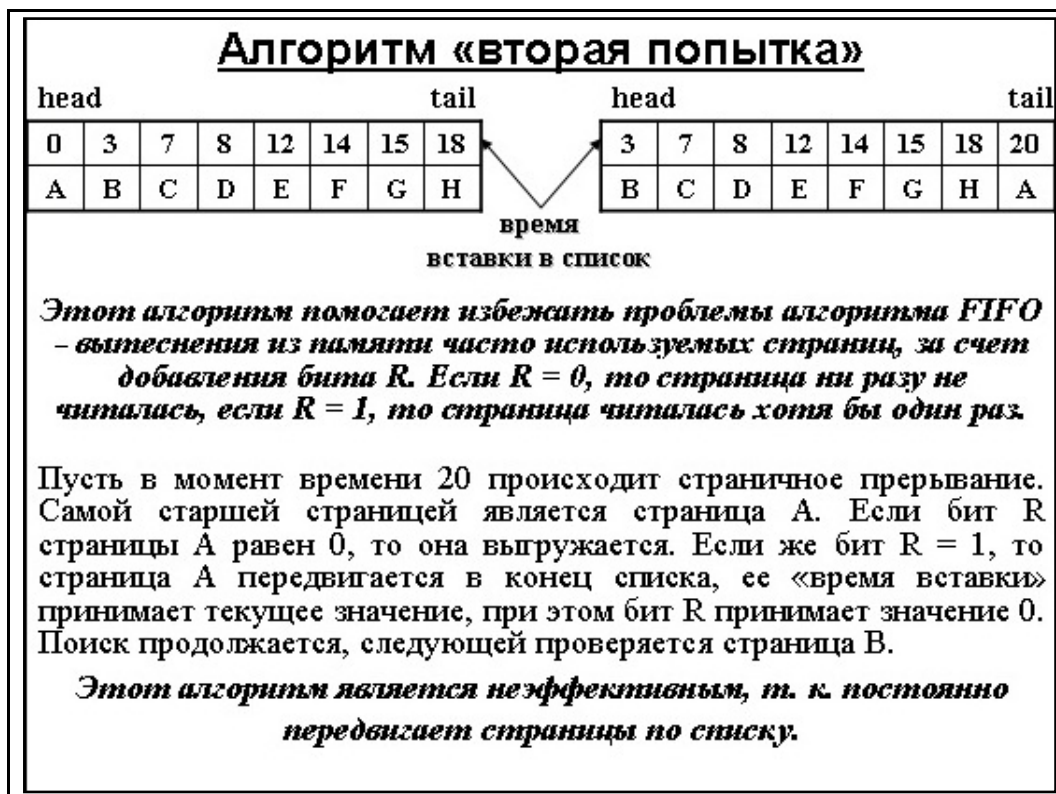 Алгоритм «вторая попытка»
head tail head tail
0 3 7 8 12 14 15 18 3 7 8 12 14 15 18 20
A B C D E F G H B C D E F G H A
время
вставки в список
Этот алгоритм помогает избежать проблемы алгоритма FIFO
– вытеснения из памяти часто используемых страниц, за счет
добавления бита R. Если R = 0, то страница ни разу не
читалась, если R = 1, то страница читалась хотя бы один раз.
Пусть в момент времени 20 происходит страничное прерывание.
Самой старшей страницей является страница А. Если бит R
страницы А равен 0, то она выгружается. Если же бит R = 1, то
страница А передвигается в конец списка, ее «время вставки»
принимает текущее значение, при этом бит R принимает значение 0.
Поиск продолжается, следующей проверяется страница В.
Этот алгоритм является неэффективным, т. к. постоянно
передвигает страницы по списку.